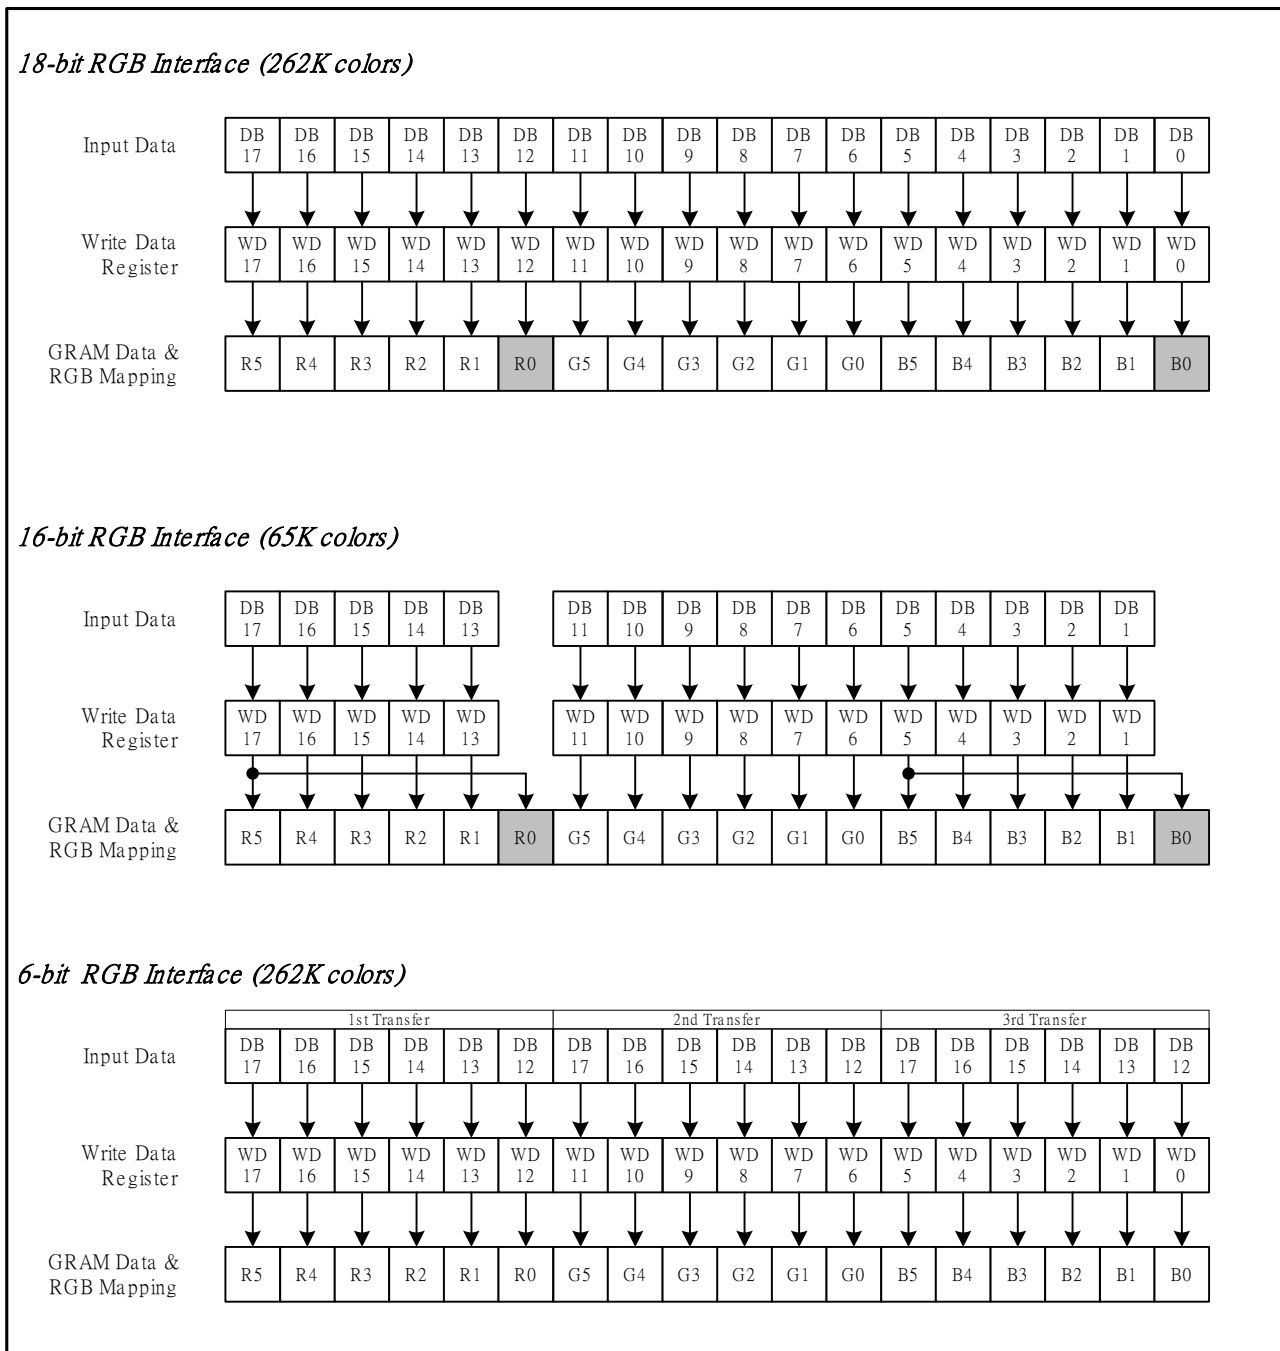 18-bit RGB Interface (262K colors)
Input Data
DB DB DB DB DB DB DB DB DB DB DB DB DB DB DB DB DB DB
17 16 15 14 13 12 11 10 9 8 7 6 5 4 3 2 1 0
Write Data
Register
WD WD WD WD WD WD WD WD WD WD WD WD WD WD WD WD WD WD
17 16 15 14 13 12 11 10 9 8 7 6 5 4 3 2 1 0
GRAM Data &
RGB Mapping
R5 R4 R3 R2 R1 R0 G5 G4 G3 G2 G1 G0 B5 B4 B3 B2 B1 B0
16-bit RGB Interface (65K colors)
Input Data
DB DB DB DB DB DB DB DB DB DB DB DB DB DB DB DB
17 16 15 14 13 11 10 9 8 7 6 5 4 3 2 1
Write Data
Register
WD WD WD WD WD WD WD WD WD WD WD WD WD WD WD WD
17 16 15 14 13 11 10 9 8 7 6 5 4 3 2 1
GRAM Data &
RGB Mapping
R5 R4 R3 R2 R1 R0 G5 G4 G3 G2 G1 G0 B5 B4 B3 B2 B1 B0
6-bit RGB Interface (262K colors)
1st Transfer 2nd Transfer 3rd Transfer
Input Data
DB DB DB DB DB DB DB DB DB DB DB DB DB DB DB DB DB DB
17 16 15 14 13 12 17 16 15 14 13 12 17 16 15 14 13 12
Write Data
Register
WD WD WD WD WD WD WD WD WD WD WD WD WD WD WD WD WD WD
17 16 15 14 13 12 11 10 9 8 7 6 5 4 3 2 1 0
GRAM Data &
RGB Mapping
R5 R4 R3 R2 R1 R0 G5 G4 G3 G2 G1 G0 B5 B4 B3 B2 B1 B0